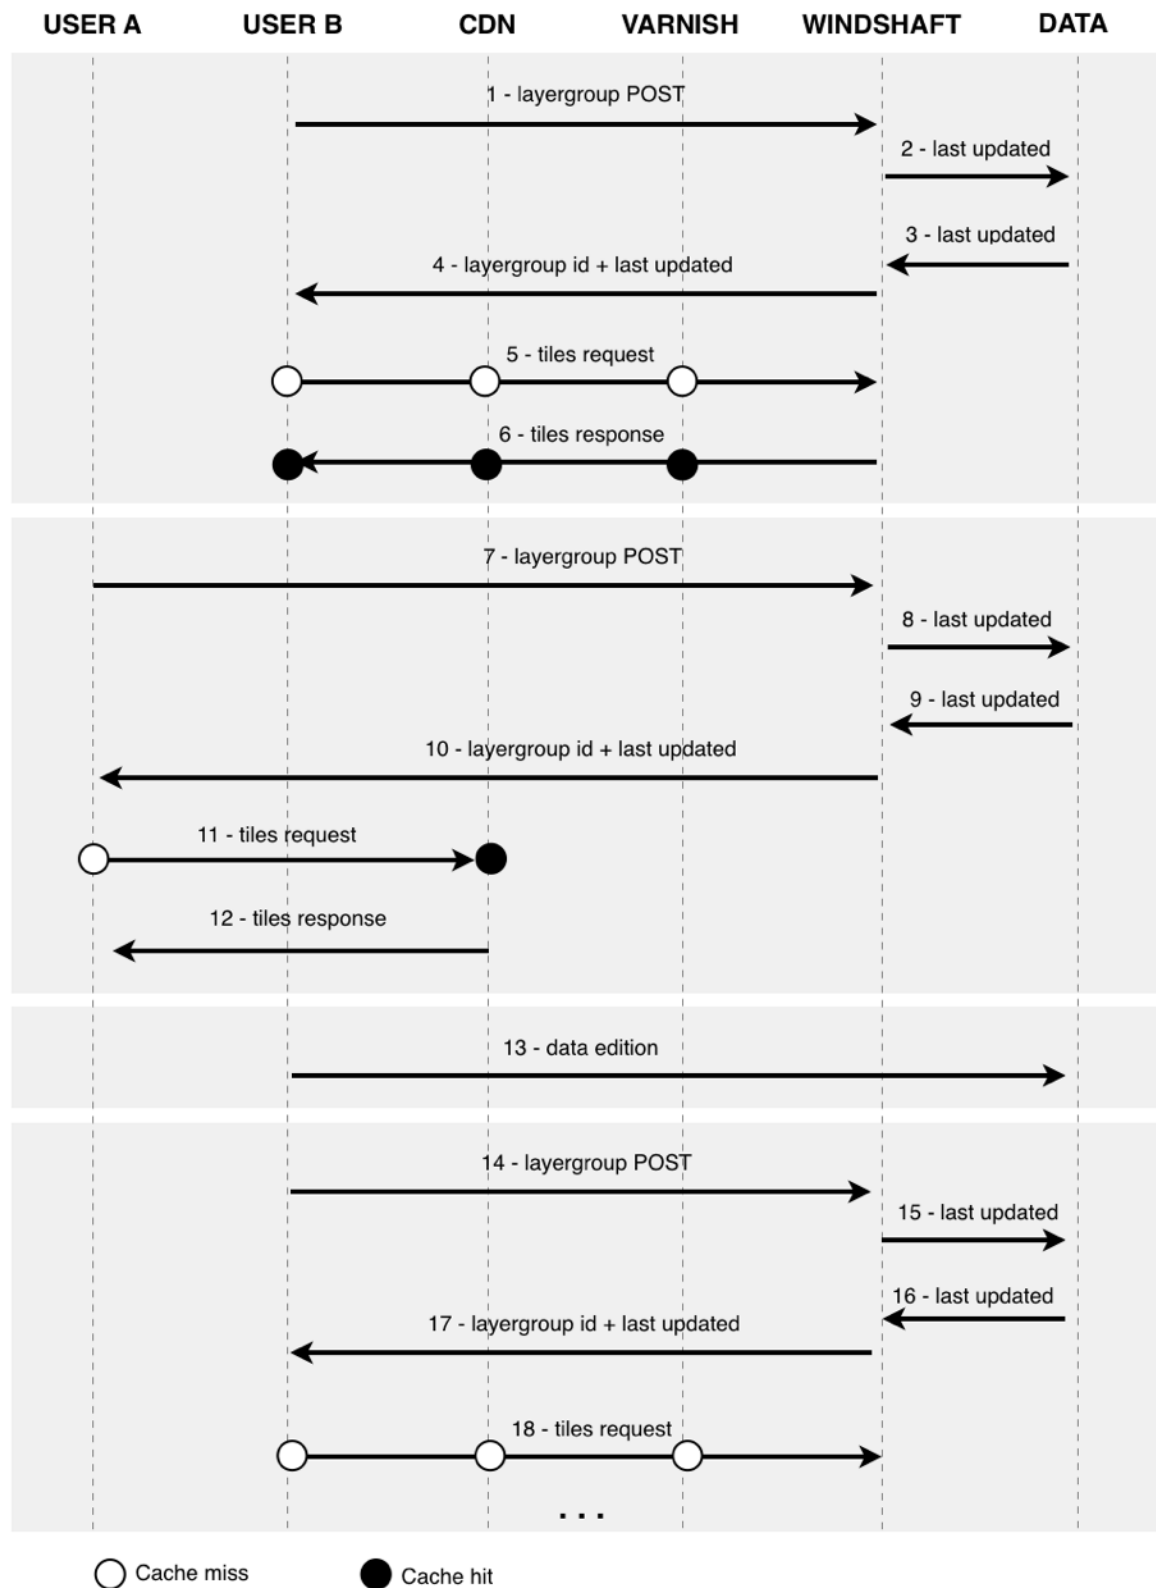 USER A USER B CDN VARNISH WINDSHAFT DATA
1 - layergroup POST
2 - last updated
3 - last updated
4 - layergroup id + last updated
5 - tiles request
6 - tiles response
7 - layergroup POST
8 - last updated
9 - last updated
10 - layergroup id + last updated
11 - tiles request
12 - tiles response
13 - data edition
14 - layergroup POST
15 - last updated
16 - last updated
17 - layergroup id + last updated
18 - tiles request
...
Cache miss Cache hit